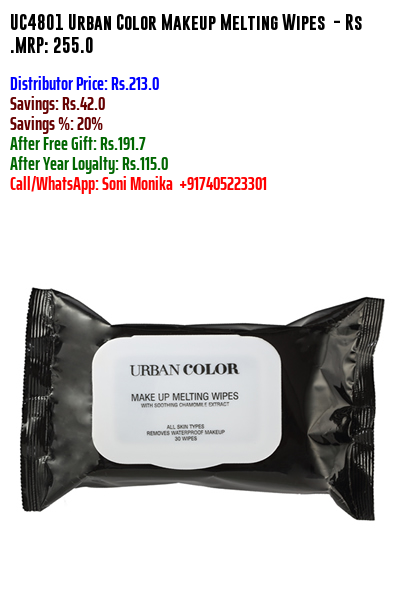 UC4801 Urban Color Makeup Melting Wipes - Rs
.MRP: 255.0
Distributor Price: Rs.213.0
Savings: Rs.42.0
Savings %: 20%
After Free Gift: Rs.191.7
After Year Loyalty: Rs.115.0
Call/WhatsApp: Soni Monika +917405223301
URBAN COLOR
MAKE UP MELTING WIPES
WITH SOOTHING CHAMOMILE EXTRACT
ALL SKIN TYPES
REMOVES WATERPROOF MAKEUP
30 WIPES